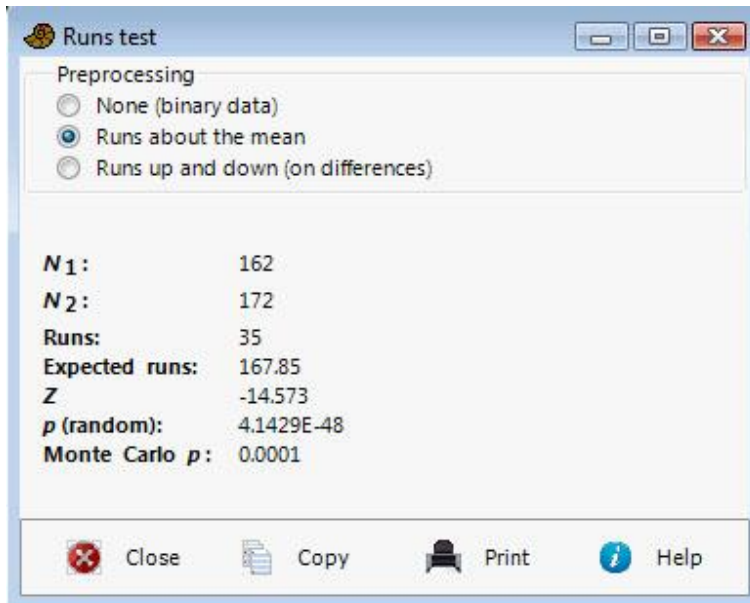 Runs test
Preprocessing
None (binary data)
Runs about the mean
Runs up and down (on differences)
N1: 162
N2: 172
Runs: 35
Expected runs: 167.85
Z -14.573
p (random): 4.1429E-48
Monte Carlo p: 0.0001
Close Copy Print Help